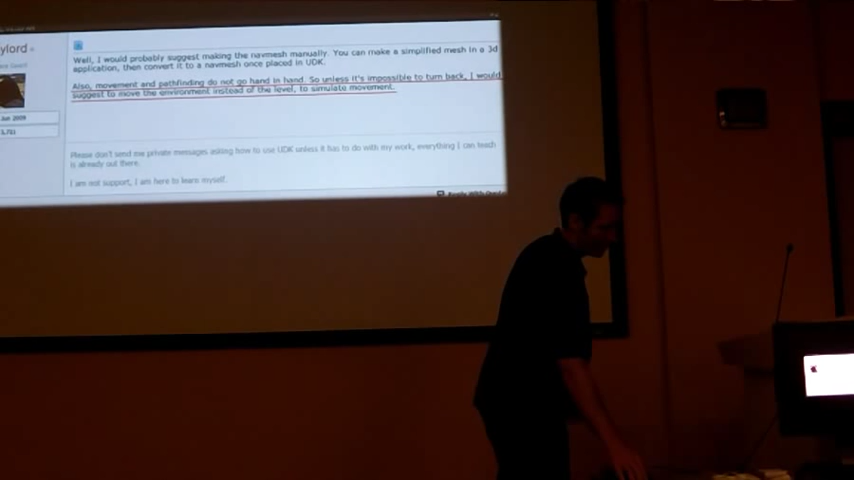 ylord
Well, I would probably suggest making the navmesh manually. You can make a simplified mesh in a 3d
application, then convert it to a navmesh once placed in UDK.
Also, movement and pathfinding do not go hand in hand. So unless it's impossible to turn back, I would
suggest to move the environment instead of the level, to simulate movement.
Jun 2009
Please don't send me private messages asking how to use UDK unless it has to do with my work, everything I can teach
is already out there.
I am not support, I am here to learn myself.
Reply With Quote